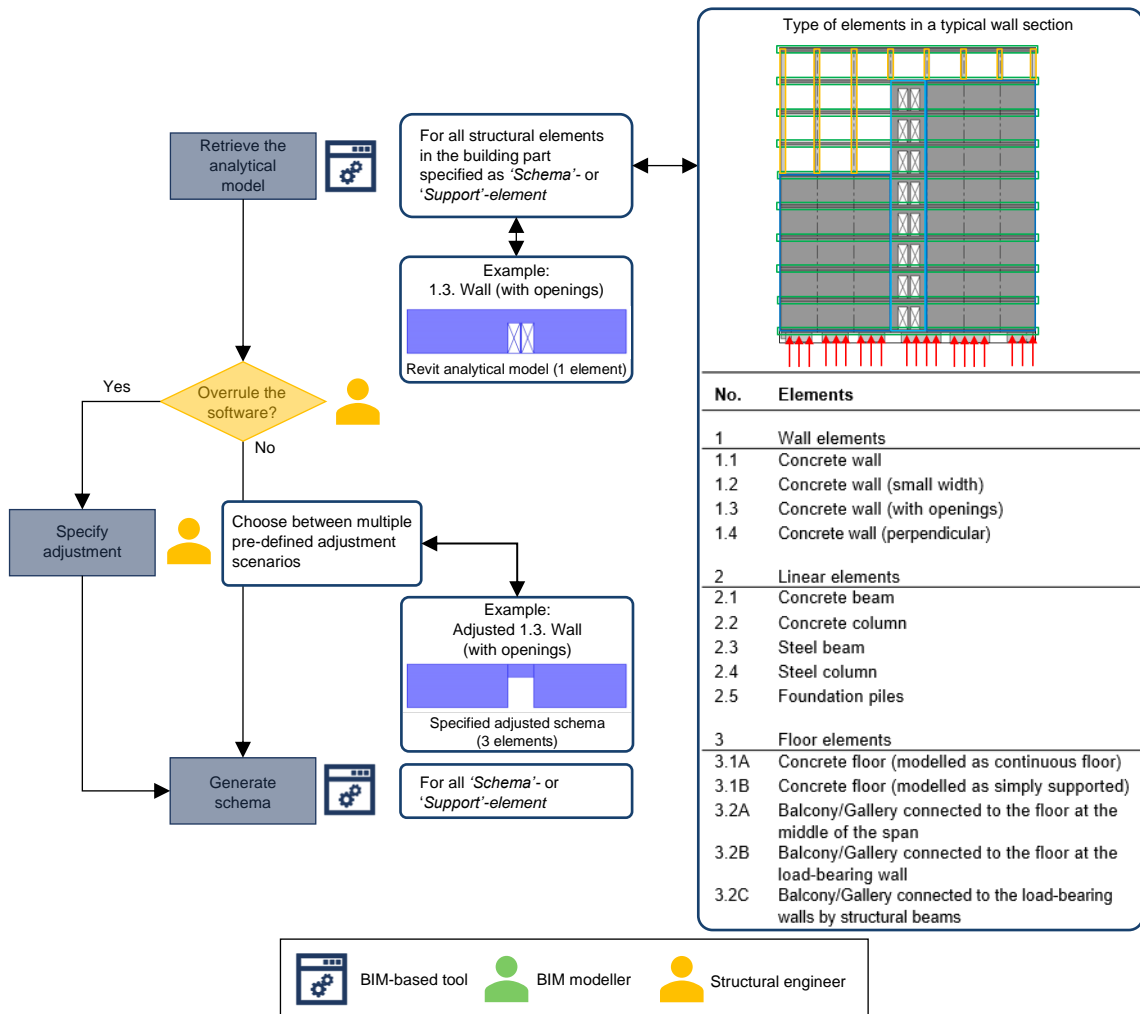 Retrieve the
analytical
model
For all structural elements
in the building part
specified as ‘Schema’- or
‘Support’-element
Example:
1.3. Wall (with openings)
Revit analytical model (1 element)
Yes
Overrule the
software?
No
Specify
adjustment
Choose between multiple
pre-defined adjustment
scenarios
Example:
Adjusted 1.3. Wall
(with openings)
Specified adjusted schema
(3 elements)
Generate
schema
For all ‘Schema’- or
‘Support’-element
Type of elements in a typical wall section
No. Elements
1 Wall elements
1.1 Concrete wall
1.2 Concrete wall (small width)
1.3 Concrete wall (with openings)
1.4 Concrete wall (perpendicular)
2 Linear elements
2.1 Concrete beam
2.2 Concrete column
2.3 Steel beam
2.4 Steel column
2.5 Foundation piles
3 Floor elements
3.1A Concrete floor (modelled as continuous floor)
3.1B Concrete floor (modelled as simply supported)
3.2A Balcony/Gallery connected to the floor at the
middle of the span
3.2B Balcony/Gallery connected to the floor at the
load-bearing wall
3.2C Balcony/Gallery connected to the load-bearing
walls by structural beams
BIM-based tool
BIM modeller
Structural engineer